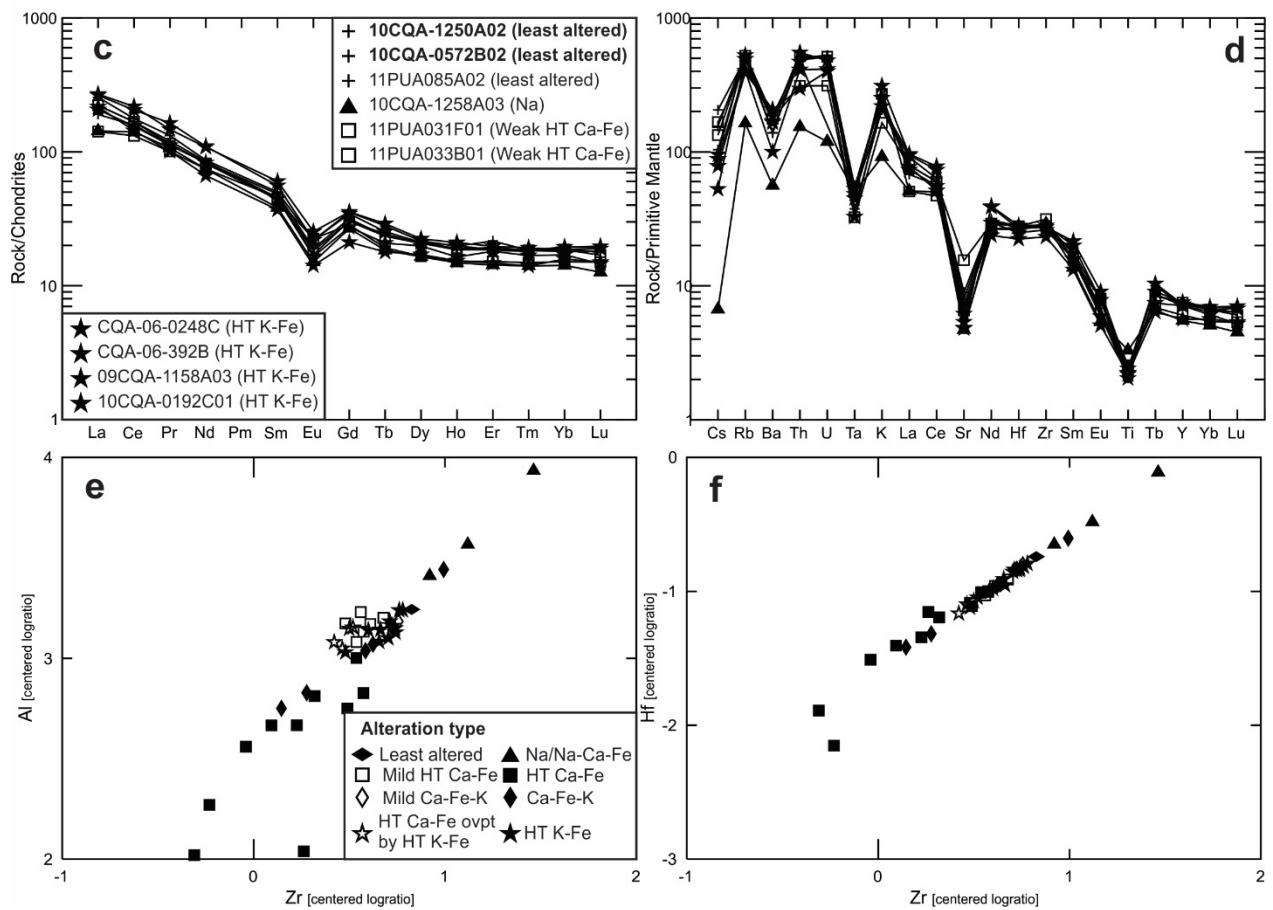 c
1000
100
10
1
Rock/Chondrites
+ 10CQA-1250A02 (least altered)
+ 10CQA-0572B02 (least altered)
+ 11PUA085A02 (least altered)
▲ 10CQA-1258A03 (Na)
□ 11PUA031F01 (Weak HT Ca-Fe)
□ 11PUA033B01 (Weak HT Ca-Fe)
★ CQA-06-0248C (HT K-Fe)
★ CQA-06-392B (HT K-Fe)
★ 09CQA-1158A03 (HT K-Fe)
★ 10CQA-0192C01 (HT K-Fe)
La Ce Pr Nd Pm Sm Eu Gd Tb Dy Ho Er Tm Yb Lu
d
1000
100
10
1
Rock/Primitive Mantle
Cs Rb Ba Th U Ta K La Ce Sr Nd Hf Zr Sm Eu Ti Tb Y Yb Lu
e
4
3
2
Al [centered logratio]
Alteration type
Least altered
Na/Na-Ca-Fe
Mild HT Ca-Fe
HT Ca-Fe
Mild Ca-Fe-K
Ca-Fe-K
HT Ca-Fe ovpt
by HT K-Fe
HT K-Fe
-1 0 1 2
Zr [centered logratio]
f
0
-1
-2
-3
Hf [centered logratio]
-1 0 1 2
Zr [centered logratio]